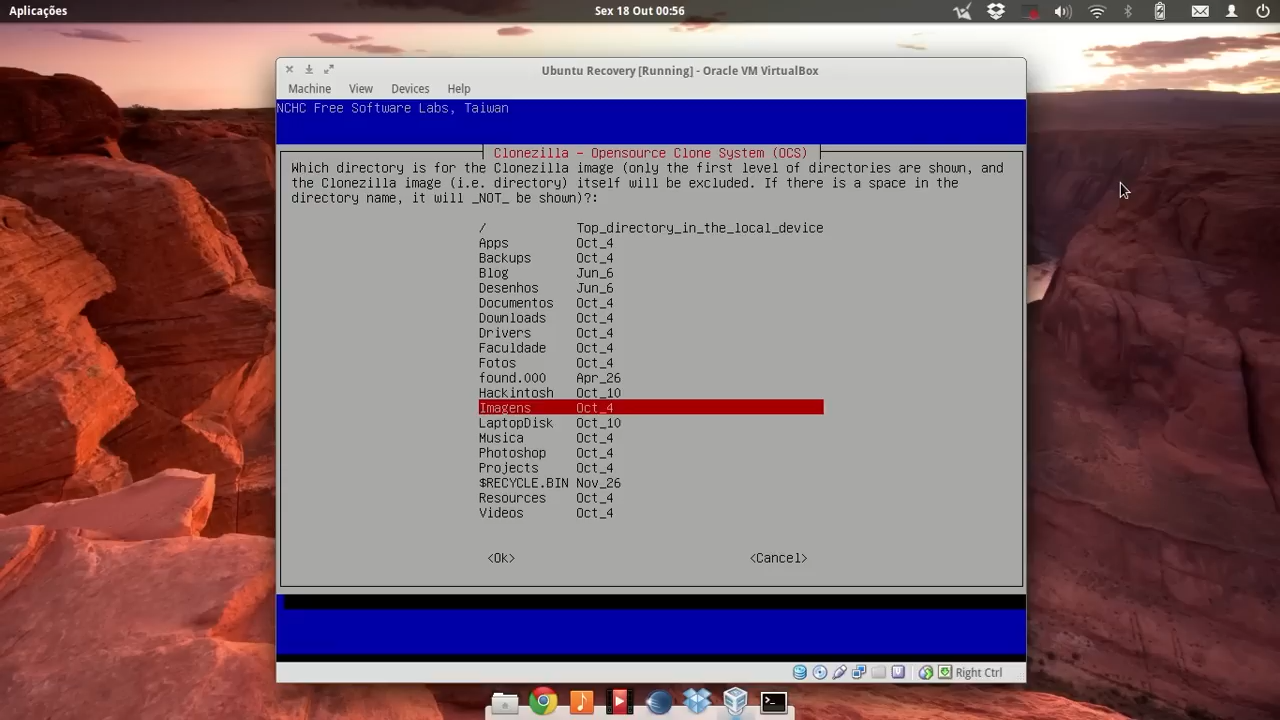 Aplicações
Sex 18 Out 00:56
Ubuntu Recovery [Running] - Oracle VM VirtualBox
Machine View Devices Help
NCHC Free Software Labs, Taiwan
Clonezilla - Opensource Clone System (OCS)
Which directory is for the Clonezilla image (only the first level of directories are shown, and
the Clonezilla image (i.e. directory) itself will be excluded. If there is a space in the
directory name, it will _NOT_ be shown)?:
/ Top_directory_in_the_local_device
Apps Oct_4
Backups Oct_4
Blog Jun_6
Desenhos Jun_6
Documentos Oct_4
Downloads Oct_4
Drivers Oct_4
Faculdade Oct_4
Fotos Oct_4
found.000 Apr_26
Hackintosh Oct_10
Imagens Oct_4
LaptopDisk Oct_10
Musica Oct_4
Photoshop Oct_4
Projects Oct_4
$RECYCLE.BIN Nov_26
Resources Oct_4
Videos Oct_4
<Ok> <Cancel>
Right Ctrl